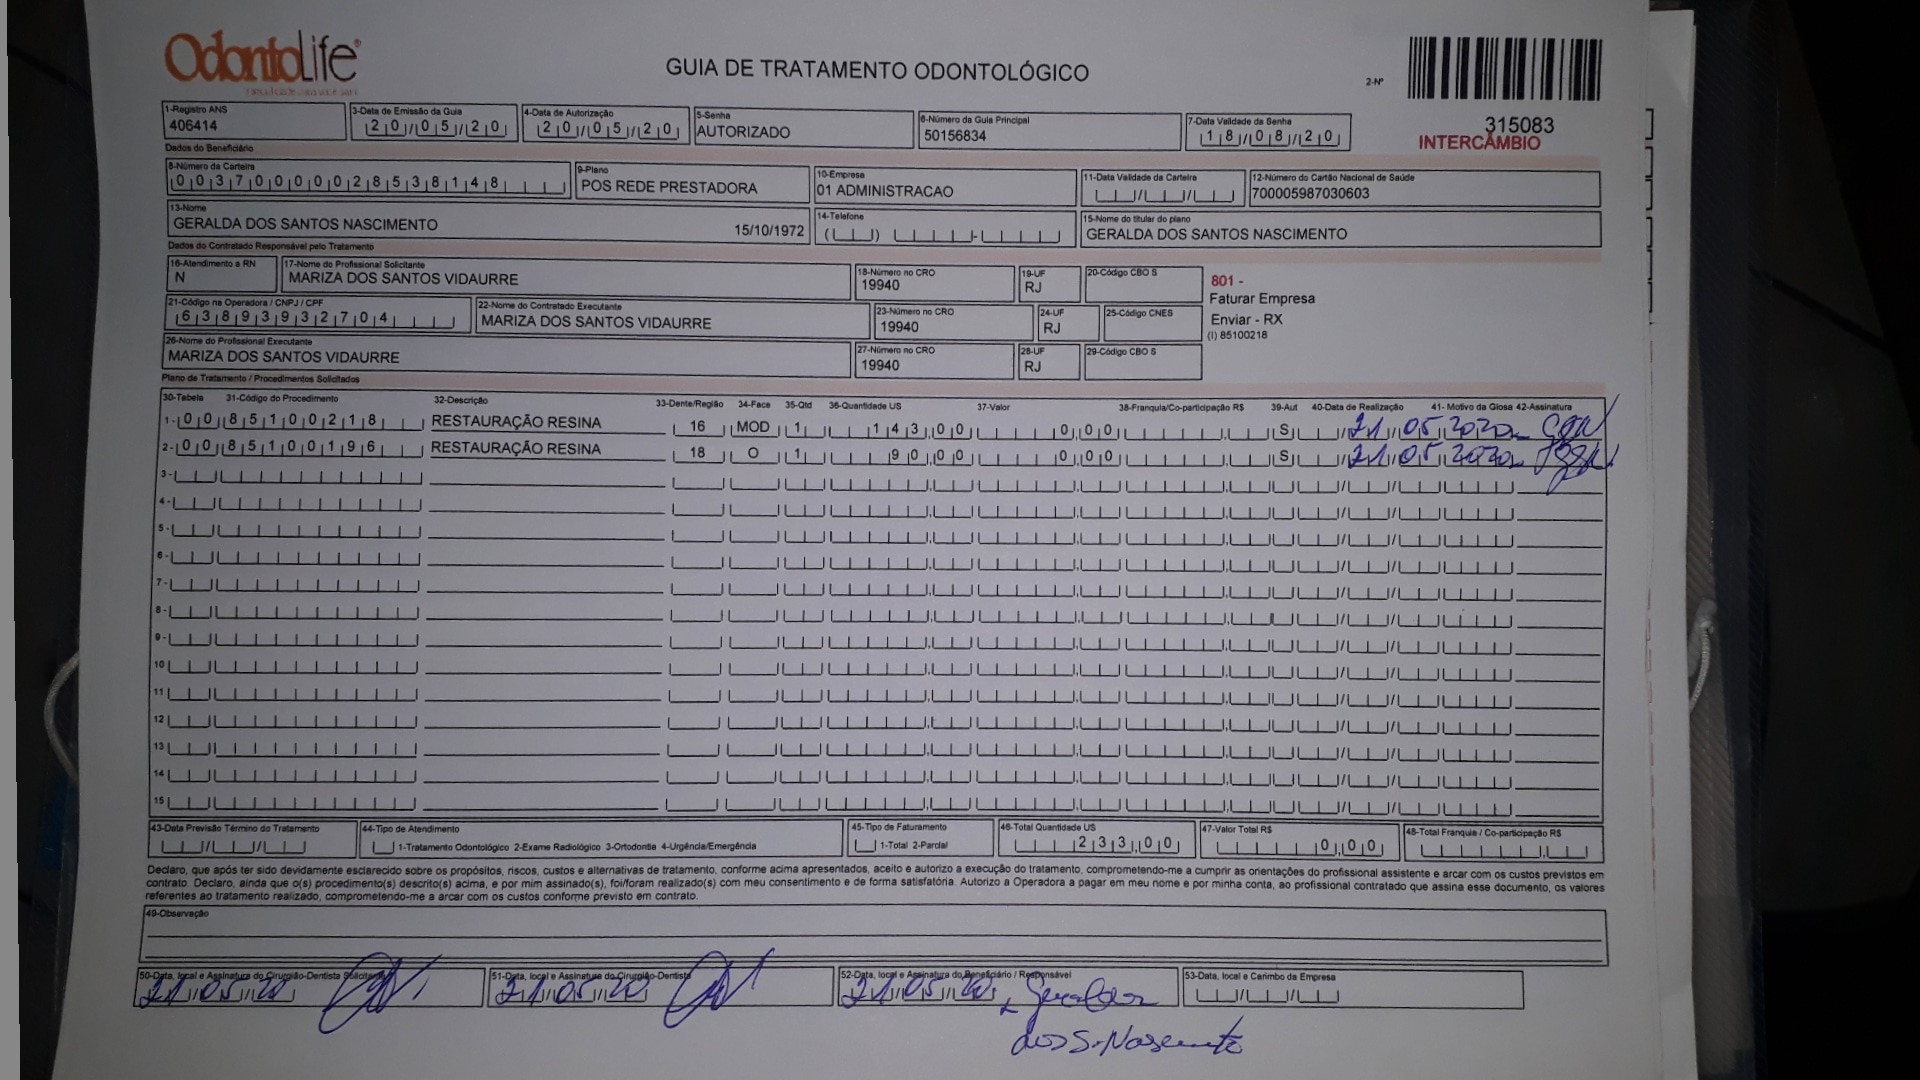 OdontoLife
GUIA DE TRATAMENTO ODONTOLÓGICO
2-Nº
315083
INTERCÂMBIO
1-Registro ANS
406414
3-Data de Emissão da Guia
20/05/20
4-Data de Autorização
20/05/20
5-Senha
AUTORIZADO
6-Número da Guia Principal
50156834
7-Data Validade da Senha
18/08/20
Dados do Beneficiário
8-Número da Carteira
00370000028538148
9-Plano
POS REDE PRESTADORA
10-Empresa
01 ADMINISTRACAO
11-Data Validade da Carteira
12-Número do Cartão Nacional de Saúde
700005987030603
13-Nome
GERALDA DOS SANTOS NASCIMENTO 15/10/1972
14-Telefone
15-Nome do titular do plano
GERALDA DOS SANTOS NASCIMENTO
Dados do Contratado Responsável pelo Tratamento
16-Atendimento a RN
N
17-Nome do Profissional Solicitante
MARIZA DOS SANTOS VIDAURRE
18-Número no CRO
19940
19-UF
RJ
20-Código CBO S
801 -
Faturar Empresa
Enviar - RX
(I) 85100218
21-Código na Operadora / CNPJ / CPF
63893932704
22-Nome do Contratado Executante
MARIZA DOS SANTOS VIDAURRE
23-Número no CRO
19940
24-UF
RJ
25-Código CNES
26-Nome do Profissional Executante
MARIZA DOS SANTOS VIDAURRE
27-Número no CRO
19940
28-UF
RJ
29-Código CBO S
Plano de Tratamento / Procedimentos Solicitados
30-Tabela 31-Código do Procedimento 32-Descrição 33-Dente/Região 34-Face 35-Qtd 36-Quantidade US 37-Valor 38-Franquia/Co-participação R$ 39-Aut 40-Data de Realização 41- Motivo da Glosa 42-Assinatura
1- 00 85100218 RESTAURAÇÃO RESINA 16 MOD 1 143,00 0,00 S 21/05/2020 GSN
2- 00 85100196 RESTAURAÇÃO RESINA 18 O 1 90,00 0,00 S 21/05/2020
3-
4-
5-
6-
7-
8-
9-
10
11
12
13
14
15
43-Data Previsão Término do Tratamento
44-Tipo de Atendimento
1-Tratamento Odontológico 2-Exame Radiológico 3-Ortodontia 4-Urgência/Emergência
45-Tipo de Faturamento
1-Total 2-Parcial
46-Total Quantidade US
233,00
47-Valor Total R$
0,00
48-Total Franquia / Co-participação R$
Declaro, que após ter sido devidamente esclarecido sobre os propósitos, riscos, custos e alternativas de tratamento, conforme acima apresentados, aceito e autorizo a execução do tratamento, comprometendo-me a cumprir as orientações do profissional assistente e arcar com os custos previstos em
contrato. Declaro, ainda que o(s) procedimento(s) descrito(s) acima, e por mim assinado(s), foi/foram realizado(s) com meu consentimento e de forma satisfatória. Autorizo a Operadora a pagar em meu nome e por minha conta, ao profissional contratado que assina esse documento, os valores
referentes ao tratamento realizado, comprometendo-me a arcar com os custos conforme previsto em contrato.
49-Observação
50-Data, local e Assinatura do Cirurgião-Dentista Solicitante
21/05/20
51-Data, local e Assinatura do Cirurgião-Dentista
21/05/20
52-Data, local e Assinatura do Beneficiário / Responsável
21/05/20 Geralda
dos S. Nascimento
53-Data, local e Carimbo da Empresa